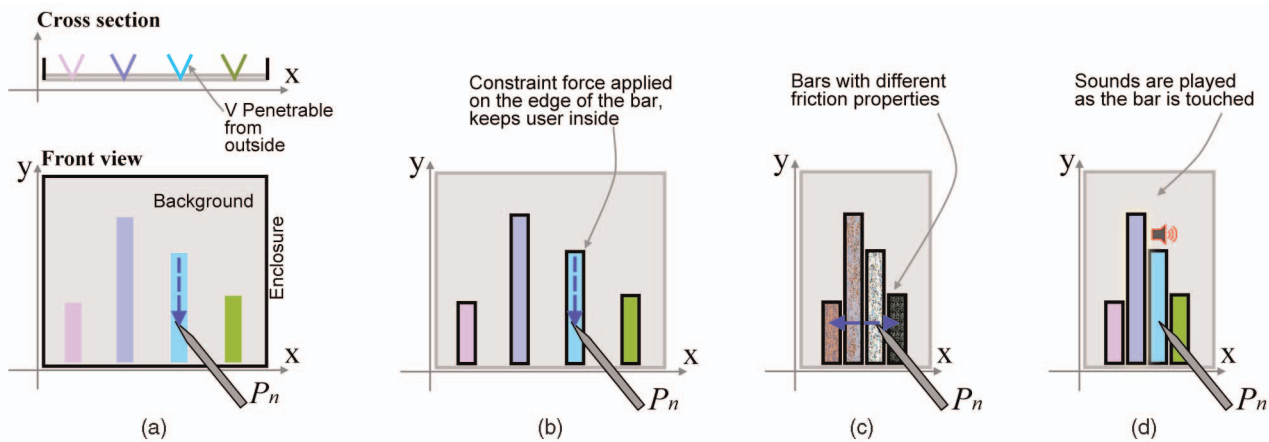 Cross section
X
V Penetrable
from
outside
Front view
y
Background
Enclosure
X
Pn
(a)
Constraint force applied
on the edge of the bar,
keeps user inside
y
X
Pn
(b)
Bars with different
friction properties
y
X
Pn
(c)
Sounds are played
as the bar is touched
y
X
Pn
(d)